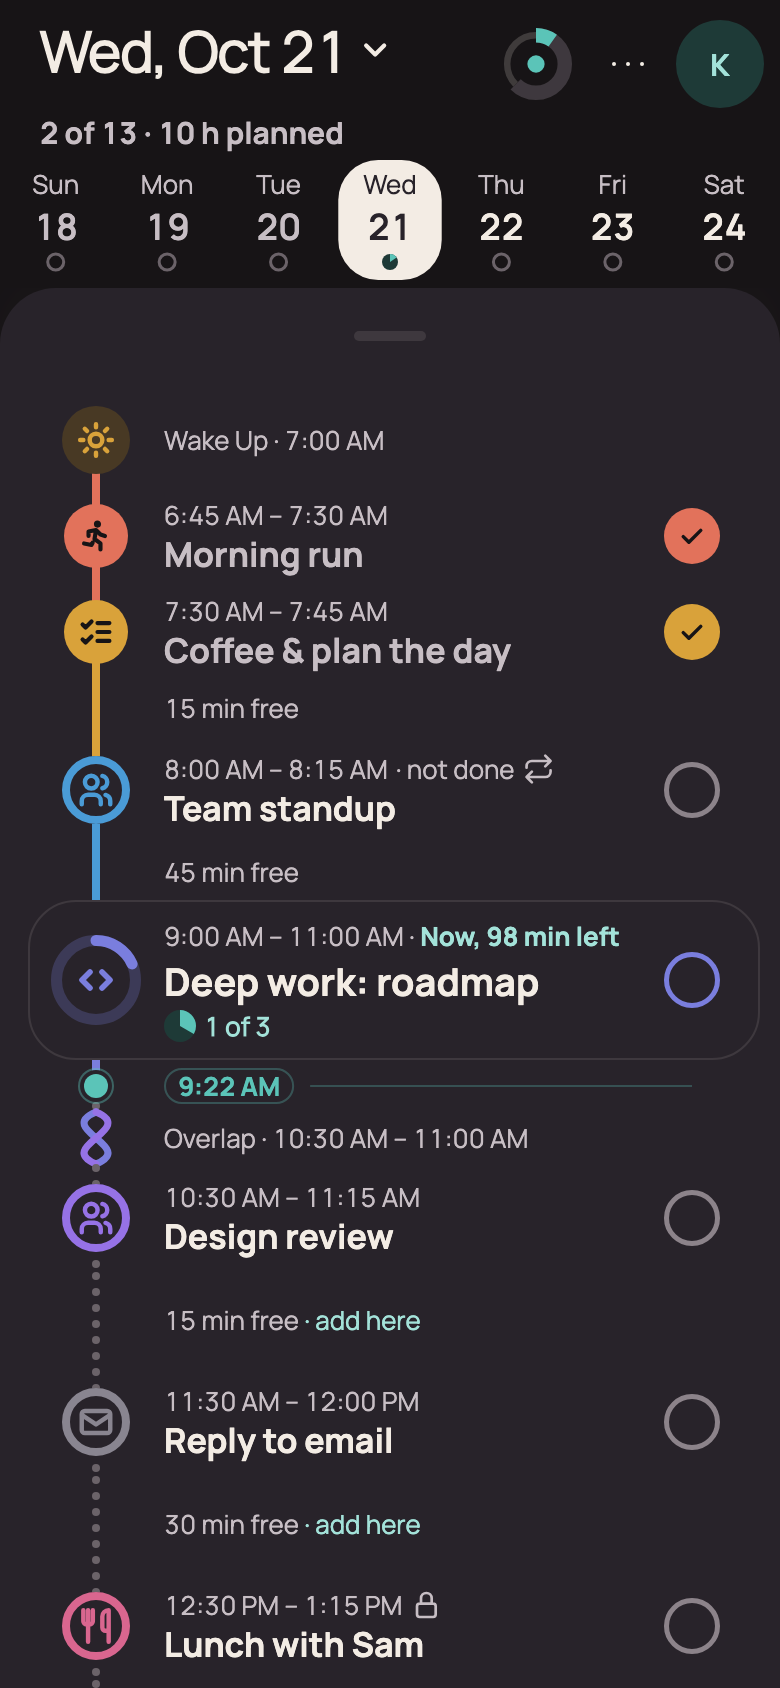 Wed, Oct 21
K
2 of 13 · 10 h planned
Sun Mon Tue Wed Thu Fri Sat
18 19 20 21 22 23 24
Wake Up · 7:00 AM
6:45 AM – 7:30 AM
Morning run
7:30 AM – 7:45 AM
Coffee & plan the day
15 min free
8:00 AM – 8:15 AM · not done
Team standup
45 min free
9:00 AM – 11:00 AM · Now, 98 min left
Deep work: roadmap
1 of 3
9:22 AM
Overlap · 10:30 AM – 11:00 AM
10:30 AM – 11:15 AM
Design review
15 min free · add here
11:30 AM – 12:00 PM
Reply to email
30 min free · add here
12:30 PM – 1:15 PM
Lunch with Sam